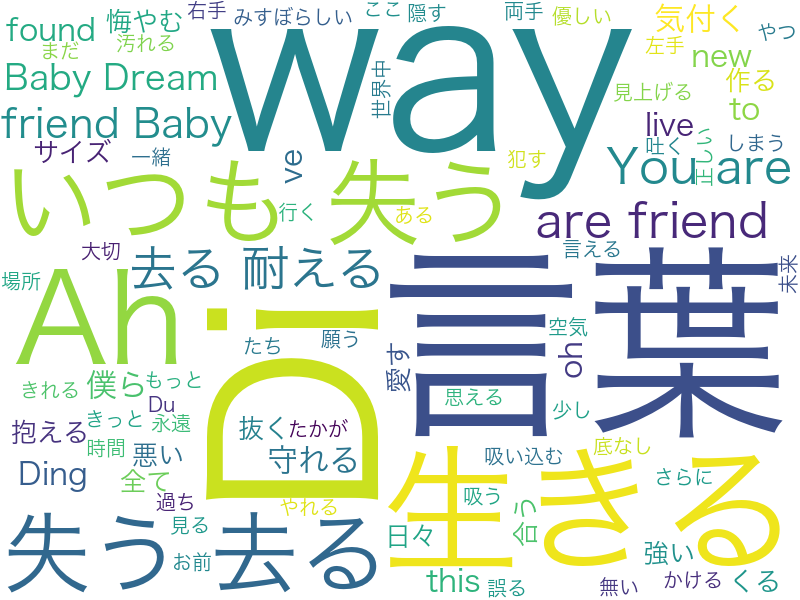 found
悔やむ
右手
みすぼらしい
ここ
隠す
両手
優しい
気付く
やつ
まだ
汚れる
way
世界中
左手
new
Baby Dream
見上げる
作る
friend Baby
live
to
サイズ
一緒
ve
吐く
正しい
しまう
犯す
You are
いつも 失う
行く
ある
are friend
大切
去る 耐える
言える
未来
場所
Ah
Di
言葉
たち
願う
空気
oh
愛す
きれる
僕ら
もっと
思える
少し
Du
きっと
永遠
抱える
抜く
たかが
時間
悪い
守れる
生きる
吸い込む
底なし
Ding
全て
さらに
過ち
やれる
吸う
合う
失う 去る
見る
日々
お前
強い
this
誤る
無い
かける
くる